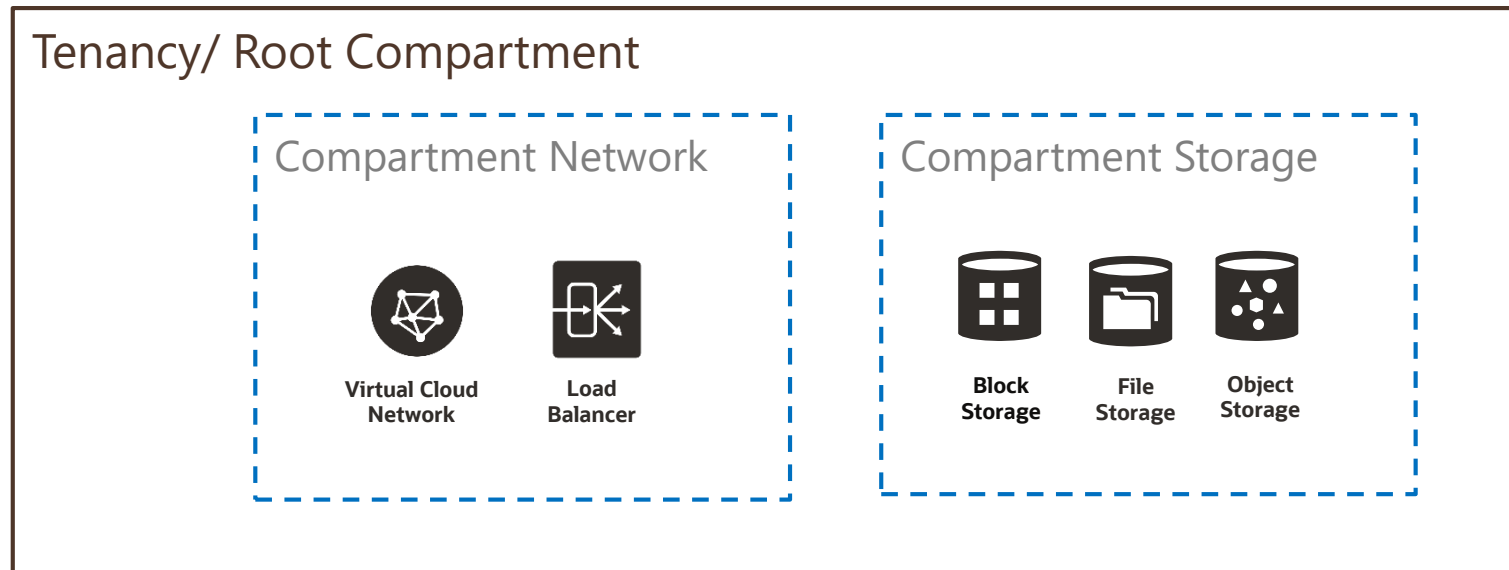 Tenancy/ Root Compartment
Compartment Network
Virtual Cloud
Network
Load
Balancer
Compartment Storage
Block
Storage
File
Storage
Object
Storage